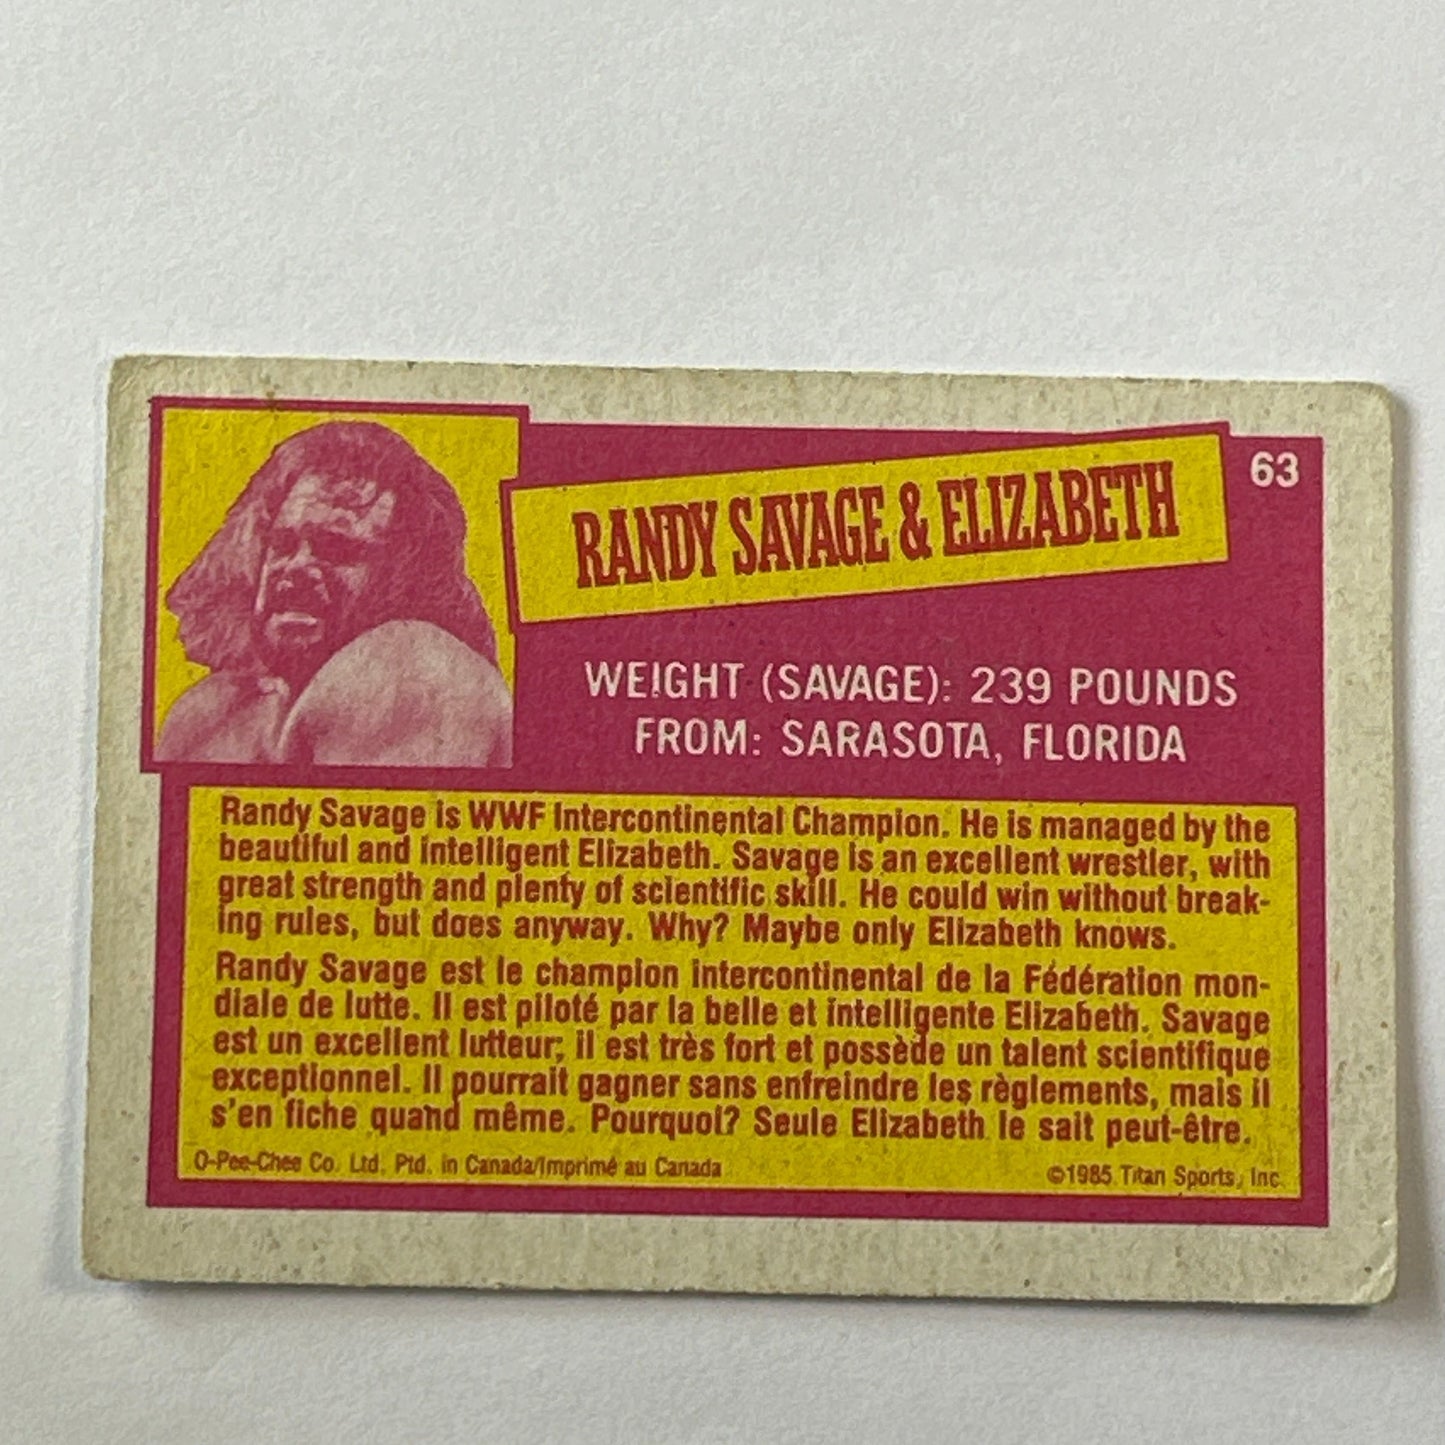 63
RANDY SAVAGE & ELIZABETH
WEIGHT (SAVAGE): 239 POUNDS
FROM: SARASOTA, FLORIDA
Randy Savage is WWF Intercontinental Champion. He is managed by the
beautiful and intelligent Elizabeth. Savage is an excellent wrestler, with
great strength and plenty of scientific skill. He could win without break-
ing rules, but does anyway. Why? Maybe only Elizabeth knows.
Randy Savage est le champion intercontinental de la Fédération mon-
diale de lutte. Il est piloté par la belle et intelligente Elizabeth. Savage
est un excellent lutteur; il est très fort et possède un talent scientifique
exceptionnel. Il pourrait gagner sans enfreindre les règlements, mais il
s'en fiche quand même. Pourquoi? Seule Elizabeth le sait peut-être.
O-Pee-Chee Co. Ltd. Ptd. in Canada/Imprimé au Canada
©1985 Titan Sports, Inc.